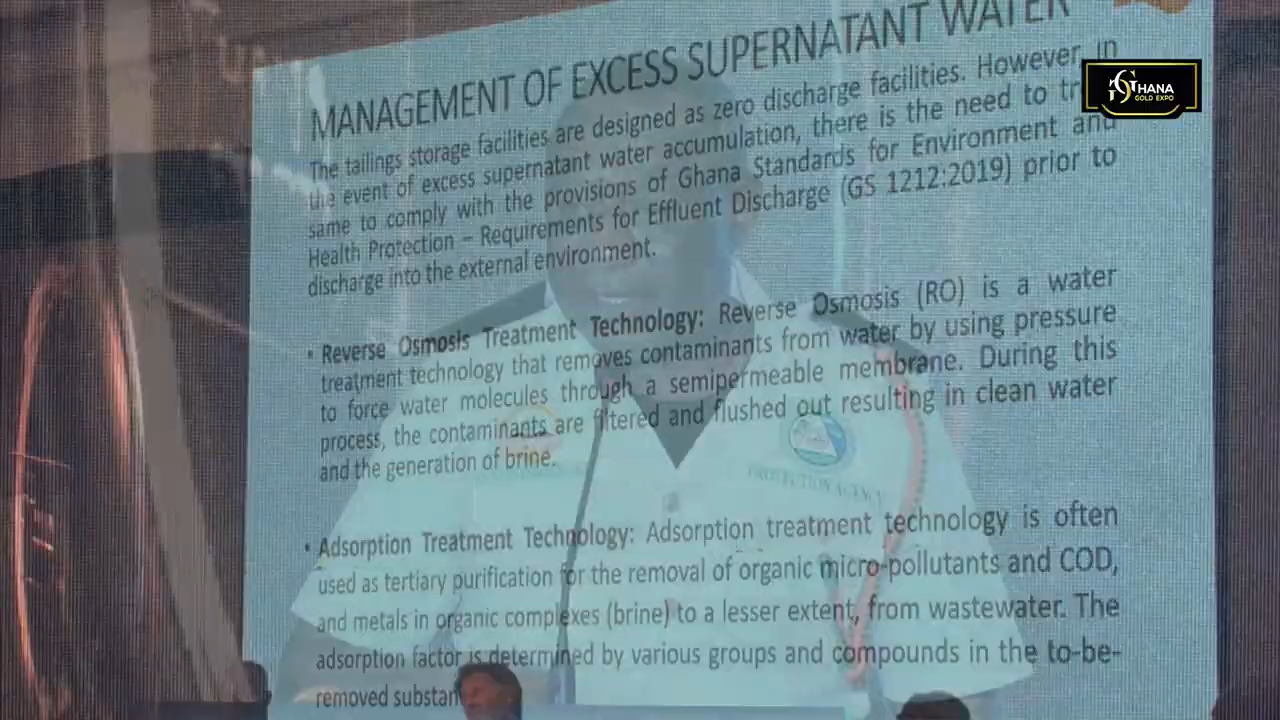 MANAGEMENT OF EXCESS SUPERNATANT WATER
The tailings storage facilities are designed as zero discharge facilities. However, in
the event of excess supernatant water accumulation, there is the need to
same to comply with the provisions of Ghana Standards for Environment and
Health Protection – Requirements for Effluent Discharge (GS 1212:2019) prior to
discharge into the external environment.
GHANA
GOLD EXPO
• Reverse Osmosis Treatment Technology: Reverse Osmosis (RO) is a water
treatment technology that removes contaminants from water by using pressure
to force water molecules through a semipermeable membrane. During this
process, the contaminants are filtered and flushed out resulting in clean water
and the generation of brine.
PROTECTION AGENCY
• Adsorption Treatment Technology: Adsorption treatment technology is often
used as tertiary purification for the removal of organic micro-pollutants and COD,
and metals in organic complexes (brine) to a lesser extent, from wastewater. The
adsorption factor is determined by various groups and compounds in the to-be-
removed